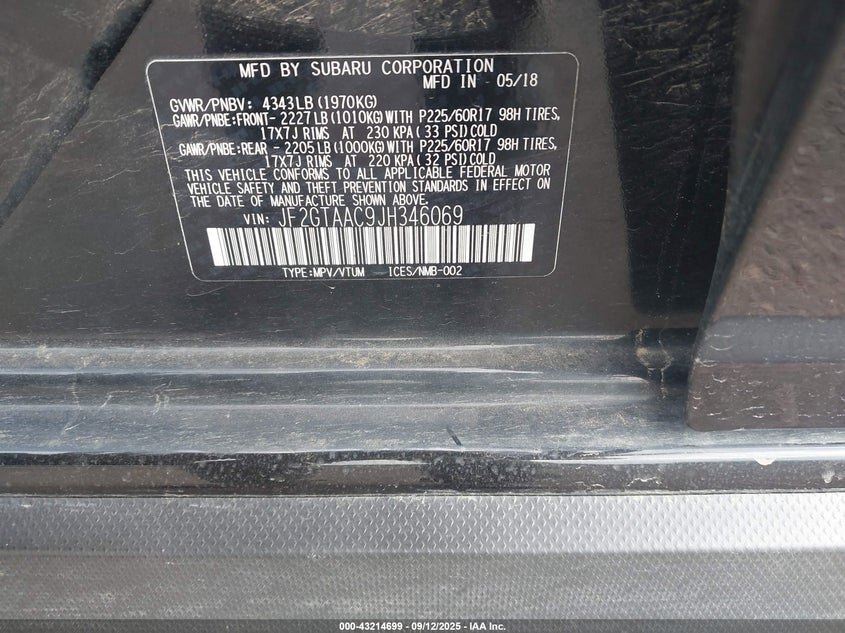 MFD BY SUBARU CORPORATION
MFD IN 05/18
GVWR/PNBV: 4343LB(1970KG)
GAWR/PNBE:FRONT- 2227LB(1010KG)WITH P225/60R17 98H TIRES,
17X7J RIMS AT 230 KPA(33 PSI)COLD
GAWR/PNBE:REAR - 2205LB(1000KG)WITH P225/60R17 98H TIRES,
17X7J RIMS AT 220 KPA(32 PSI)COLD
THIS VEHICLE CONFORMS TO ALL APPLICABLE FEDERAL MOTOR
VEHICLE SAFETY AND THEFT PREVENTION STANDARDS IN EFFECT ON
THE DATE OF MANUFACTURE SHOWN ABOVE.
VIN: JF2GTAAC9JH346069
TYPE:MPV/VTUM ICES/NMB-002
000-43214699 - 09/12/2025 - IAA Inc.